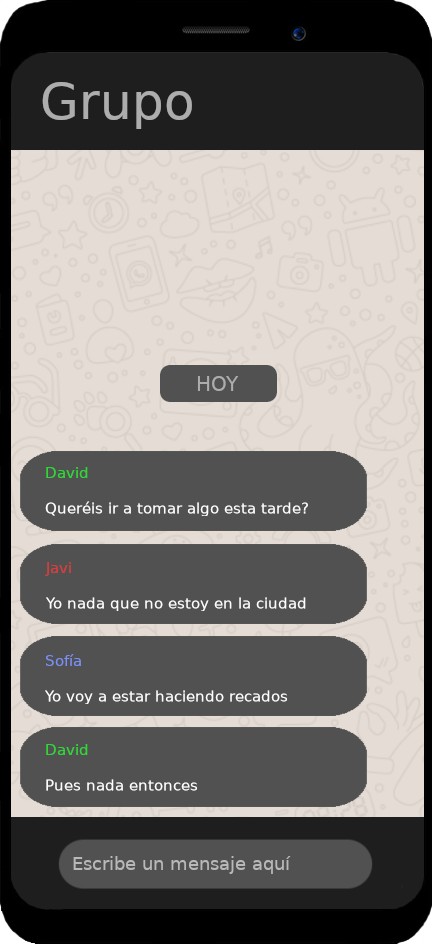 Grupo
HOY
David
Queréis ir a tomar algo esta tarde?
Javi
Yo nada que no estoy en la ciudad
Sofía
Yo voy a estar haciendo recados
David
Pues nada entonces
Escribe un mensaje aquí